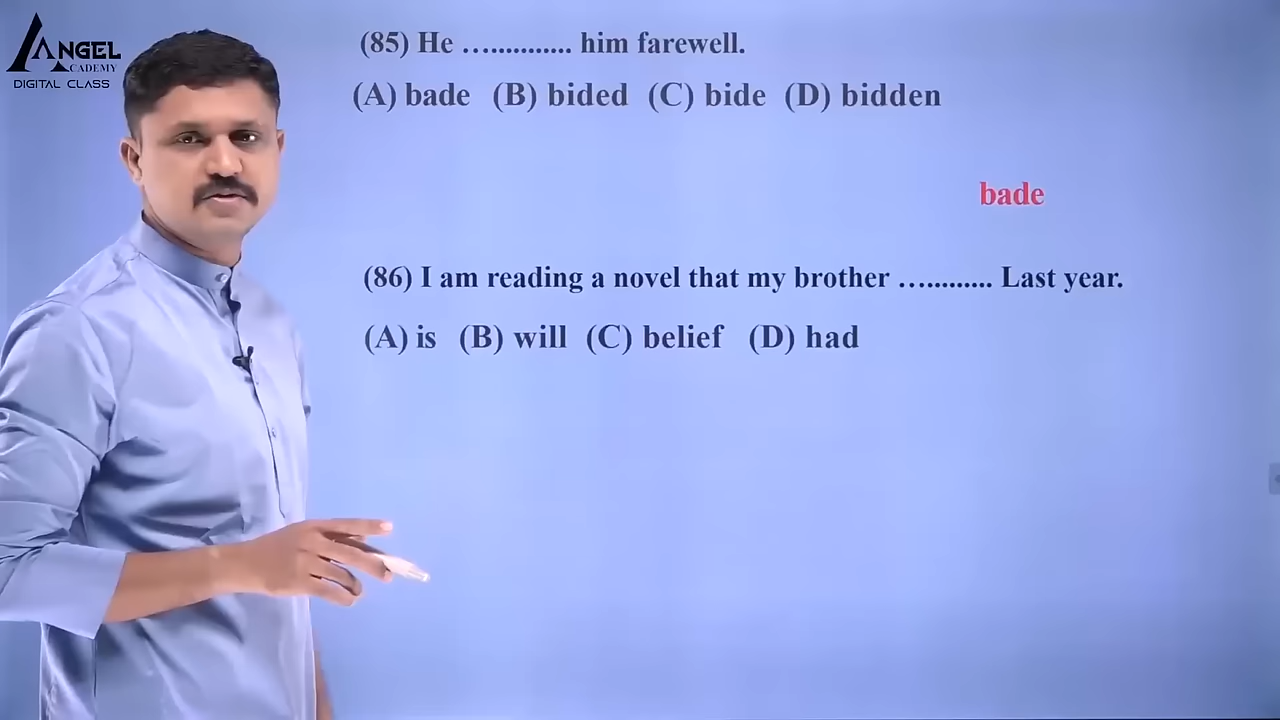 ANGEL
ACADEMY
DIGITAL CLASS
(85) He ….......... him farewell.
(A) bade (B) bided (C) bide (D) bidden
bade
(86) I am reading a novel that my brother ….......... Last year.
(A) is (B) will (C) belief (D) had